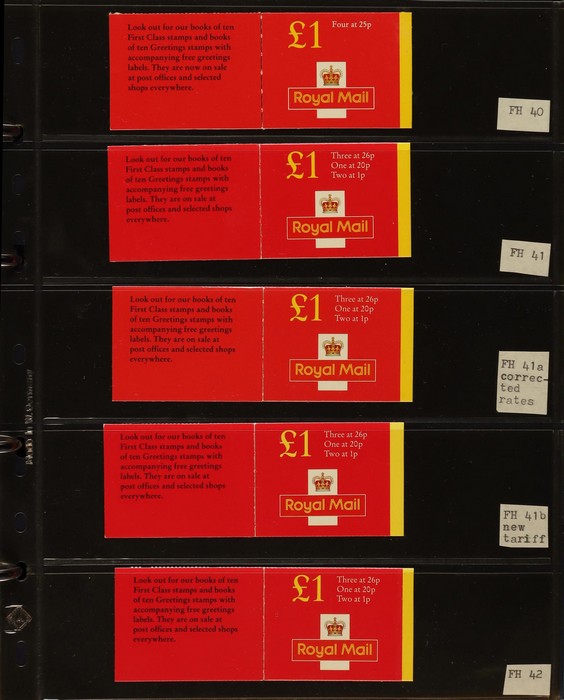 Look out for our books of ten
First Class stamps and books
of ten Greetings stamps with
accompanying free greetings
labels. They are now on sale
at post offices and selected
shops everywhere.
£1 Four at 25p
Royal Mail
FH 40
Look out for our books of ten
First Class stamps and books
of ten Greetings stamps with
accompanying free greetings
labels. They are on sale at
post offices and selected shops
everywhere.
£1 Three at 26p
One at 20p
Two at 1p
Royal Mail
FH 41
Look out for our books of ten
First Class stamps and books
of ten Greetings stamps with
accompanying free greetings
labels. They are on sale at
post offices and selected shops
everywhere.
£1 Three at 26p
One at 20p
Two at 1p
Royal Mail
FH 41a
correc-
ted
rates
Look out for our books of ten
First Class stamps and books
of ten Greetings stamps with
accompanying free greetings
labels. They are on sale at
post offices and selected shops
everywhere.
£1 Three at 26p
One at 20p
Two at 1p
Royal Mail
FH 41b
new
tariff
Look out for our books of ten
First Class stamps and books
of ten Greetings stamps with
accompanying free greetings
labels. They are on sale at
post offices and selected shops
everywhere.
£1 Three at 26p
One at 20p
Two at 1p
Royal Mail
FH 42